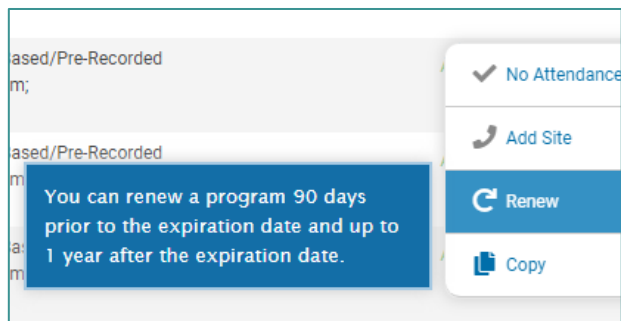 ased/Pre-Recorded
m;
No Attendance
Add Site
ased/Pre-Recorded
m
You can renew a program 90 days
prior to the expiration date and up to
1 year after the expiration date.
Renew
Copy
m